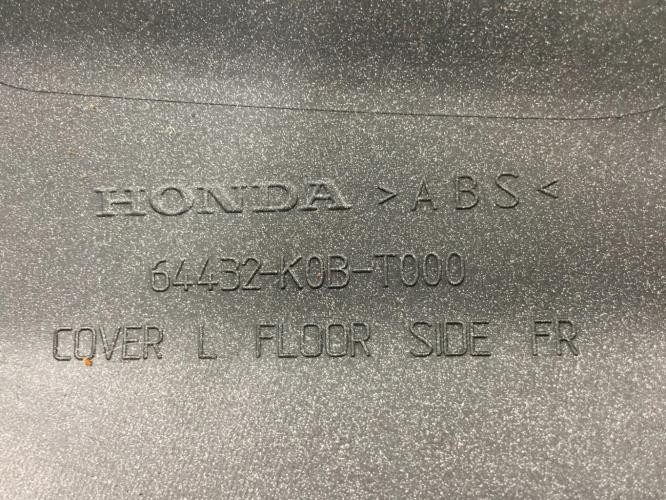 HONDA >ABS<
64432-K0B-T000
COVER L FLOOR SIDE FR